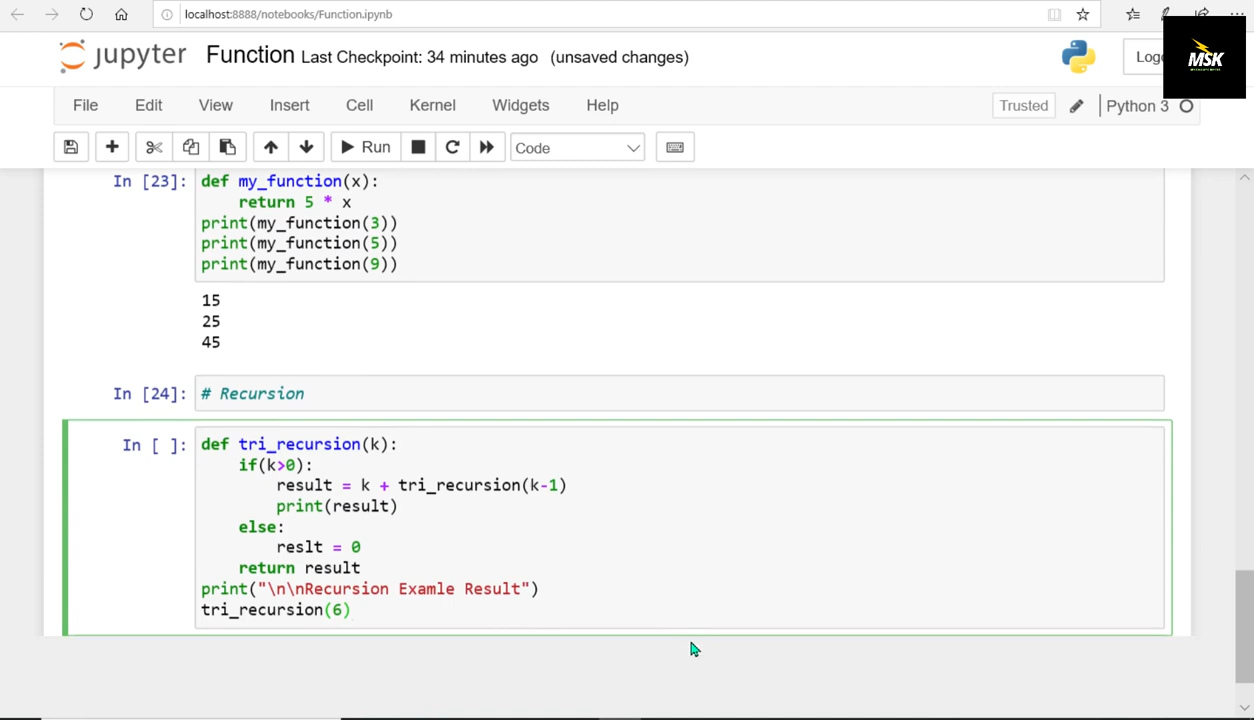 localhost:8888/notebooks/Function.ipynb
jupyter Function Last Checkpoint: 34 minutes ago (unsaved changes)
MSK
File Edit View Insert Cell Kernel Widgets Help Trusted Python 3
Run Code
In [23]: def my_function(x):
return 5 * x
print(my_function(3))
print(my_function(5))
print(my_function(9))
15
25
45
In [24]: # Recursion
In [ ]: def tri_recursion(k):
if(k>0):
result = k + tri_recursion(k-1)
print(result)
else:
reslt = 0
return result
print("\n\nRecursion Examle Result")
tri_recursion(6)